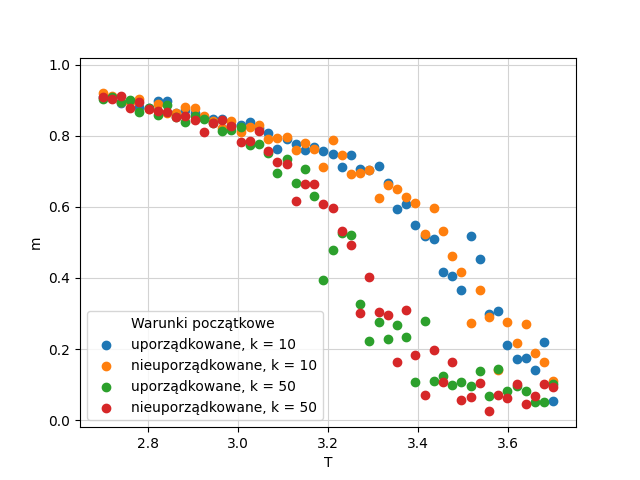 1.0
0.8
0.6
0.4
0.2
0.0
m
Warunki początkowe
uporządkowane, k = 10
nieuporządkowane, k = 10
uporządkowane, k = 50
nieuporządkowane, k = 50
2.8 3.0 3.2 3.4 3.6
T